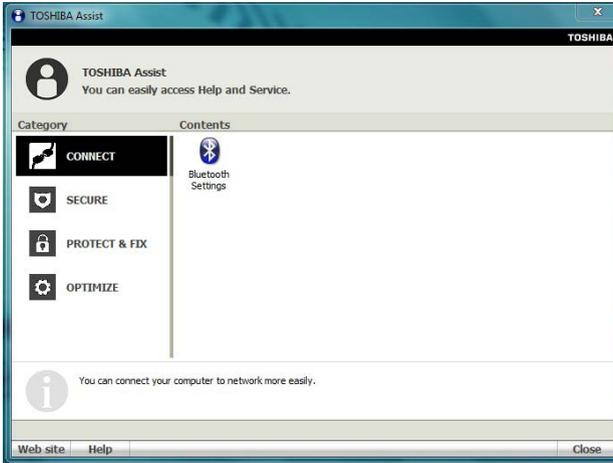 TOSHIBA Assist
TOSHIBA
TOSHIBA Assist
You can easily access Help and Service.
Category
Contents
CONNECT
SECURE
PROTECT & FIX
OPTIMIZE
Bluetooth
Settings
You can connect your computer to network more easily.
Web site
Help
Close